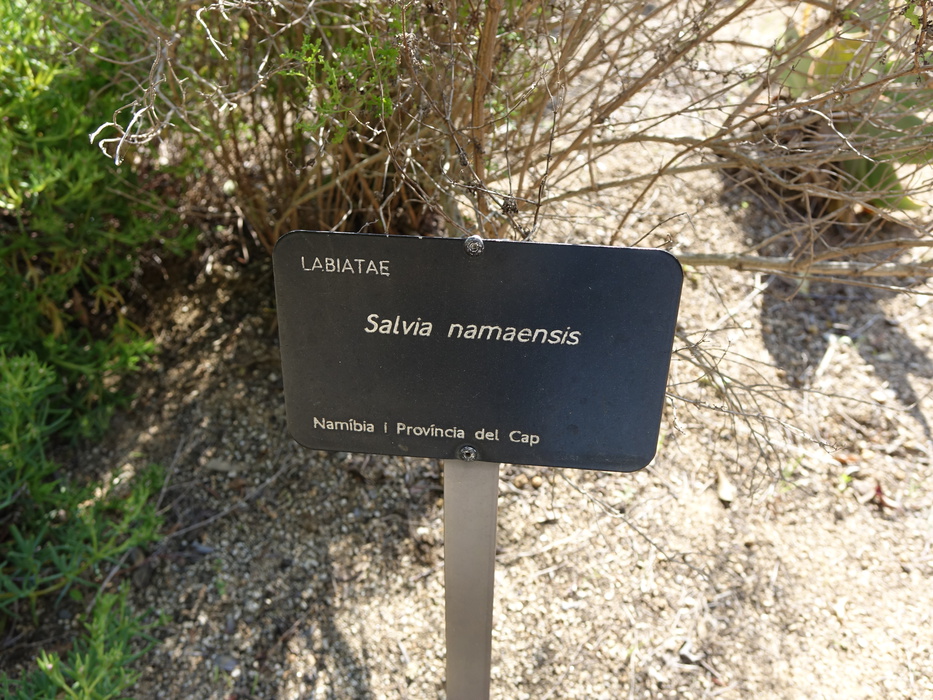 LABIATAE
Salvia namaensis
Namíbia i Província del Cap